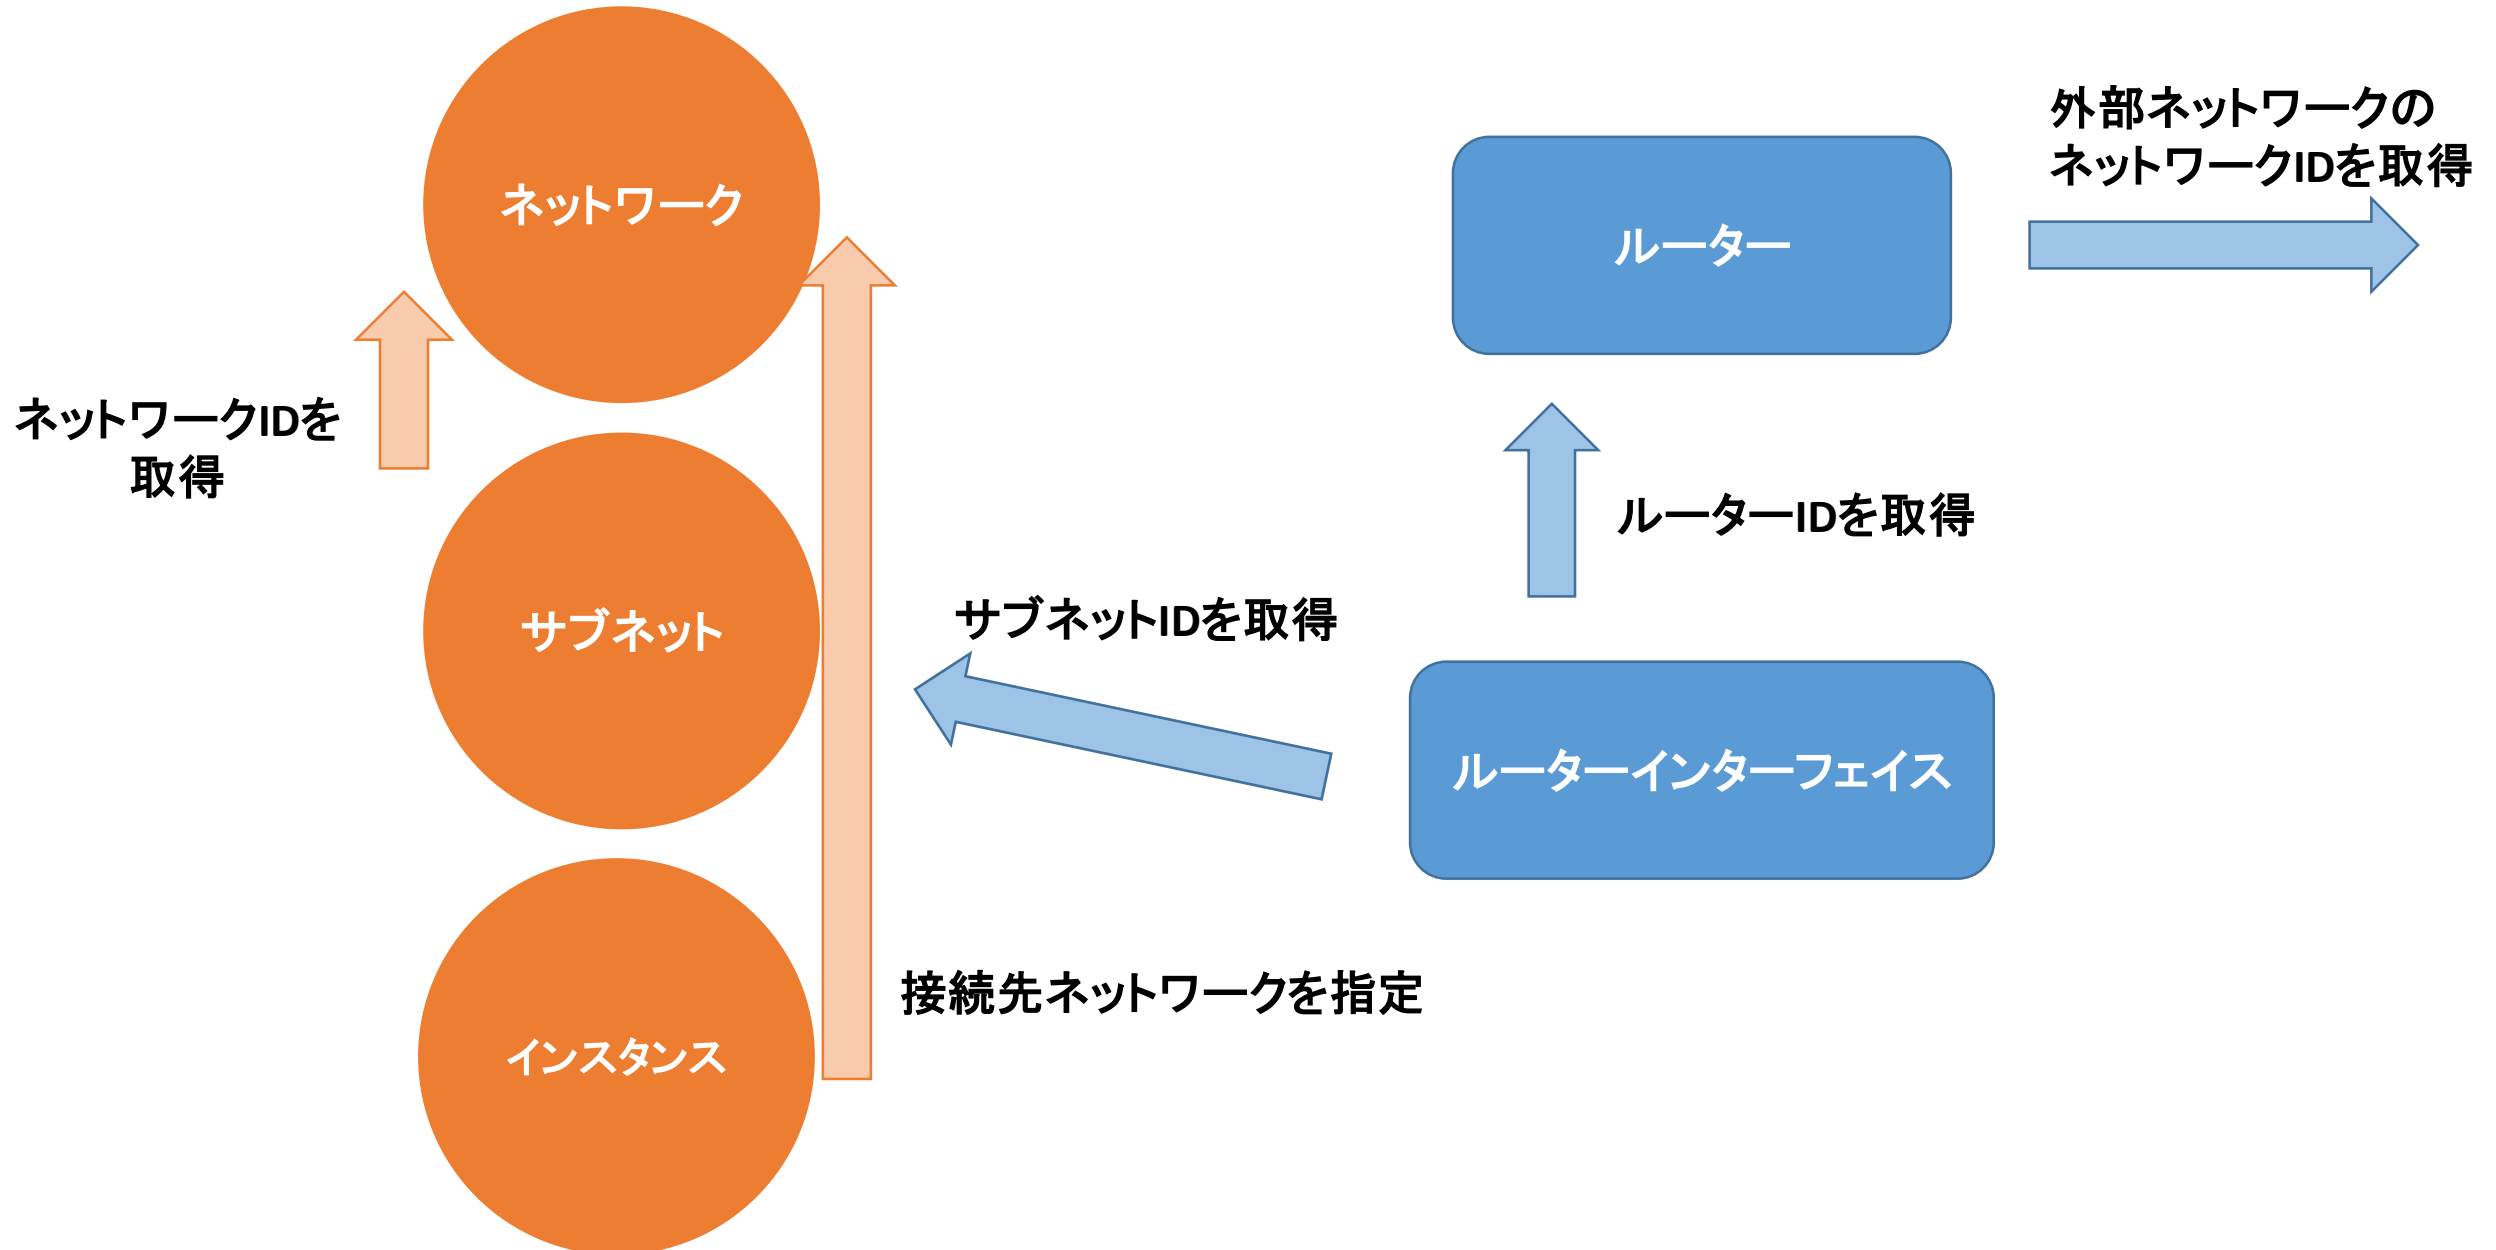 外部のネットワークの
ネットワークIDを取得
ネットワーク
ルーター
ネットワークIDを
取得
ルーターIDを取得
サブネットIDを取得
サブネット
ルーターインターフェイス
接続先ネットワークを指定
インスタンス